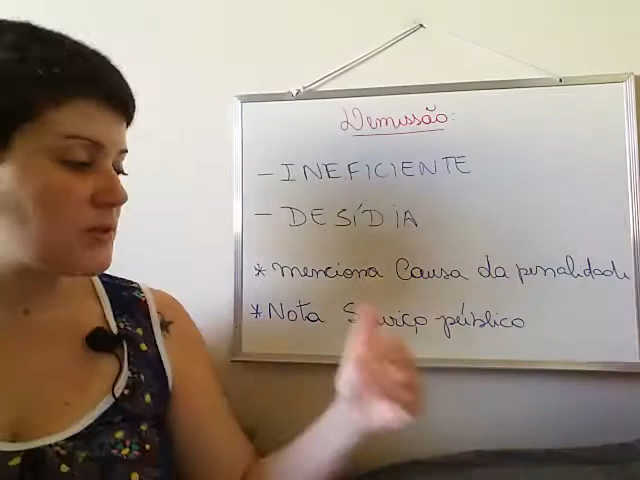 Demissão:
- INEFICIENTE
- DESÍDIA
* menciona Causa da penalidade
* Nota Serviço público